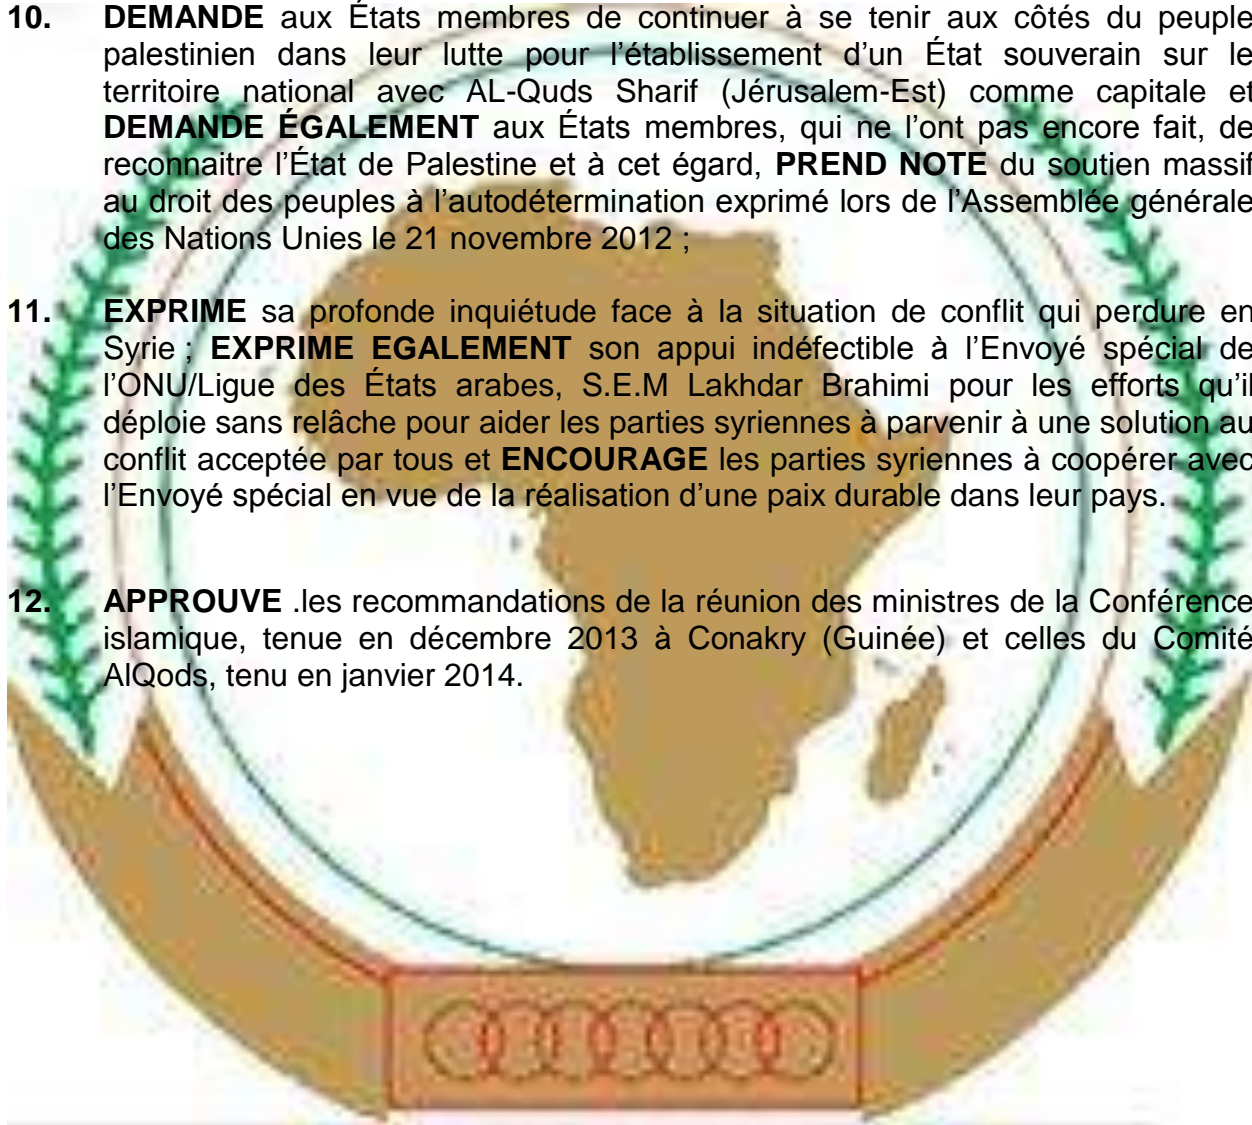 10. DEMANDE aux États membres de continuer à se tenir aux côtés du peuple
palestinien dans leur lutte pour l’établissement d’un État souverain sur le
territoire national avec AL-Quds Sharif (Jérusalem-Est) comme capitale et
DEMANDE ÉGALEMENT aux États membres, qui ne l’ont pas encore fait, de
reconnaitre l’État de Palestine et à cet égard, PREND NOTE du soutien massif
au droit des peuples à l’autodétermination exprimé lors de l’Assemblée générale
des Nations Unies le 21 novembre 2012 ;
11. EXPRIME sa profonde inquiétude face à la situation de conflit qui perdure en
Syrie ; EXPRIME EGALEMENT son appui indéfectible à l’Envoyé spécial de
l’ONU/Ligue des États arabes, S.E.M Lakhdar Brahimi pour les efforts qu’il
déploie sans relâche pour aider les parties syriennes à parvenir à une solution au
conflit acceptée par tous et ENCOURAGE les parties syriennes à coopérer avec
l’Envoyé spécial en vue de la réalisation d’une paix durable dans leur pays.
12. APPROUVE .les recommandations de la réunion des ministres de la Conférence
islamique, tenue en décembre 2013 à Conakry (Guinée) et celles du Comité
AlQods, tenu en janvier 2014.